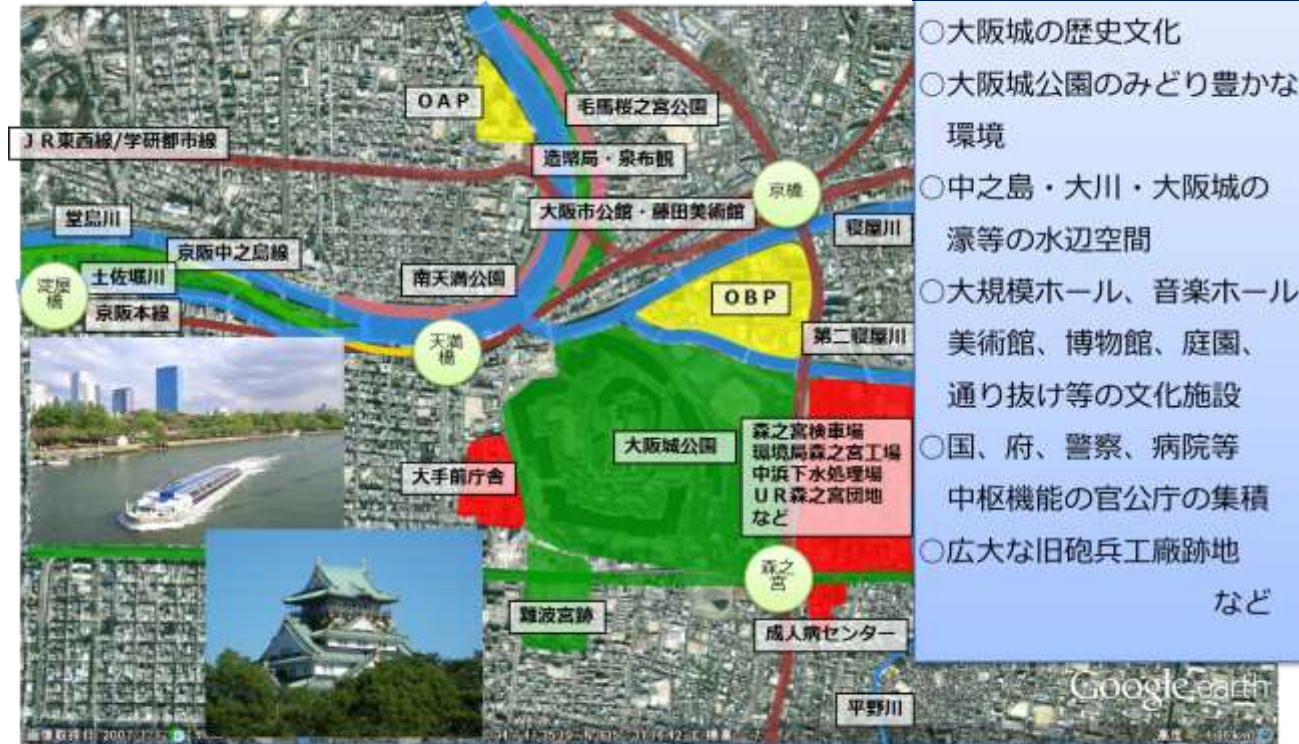 OAP
毛馬桜之宮公園
JR東西線/学研都市線
造幣局・泉布観
京橋
大阪市公館・藤田美術館
堂島川
寝屋川
京阪中之島線
土佐堀川
南天満公園
淀屋
橋
OBP
京阪本線
天満
橋
第二寝屋川
大阪城公園
森之宮検車場
環境局森之宮工場
中浜下水処理場
UR森之宮団地
など
大手前庁舎
森之
宮
難波宮跡
成人病センター
平野川
Google earth
○大阪城の歴史文化
○大阪城公園のみどり豊かな
環境
○中之島・大川・大阪城の
濠等の水辺空間
○大規模ホール、音楽ホール
美術館、博物館、庭園、
通り抜け等の文化施設
○国、府、警察、病院等
中枢機能の官公庁の集積
○広大な旧砲兵工廠跡地
など